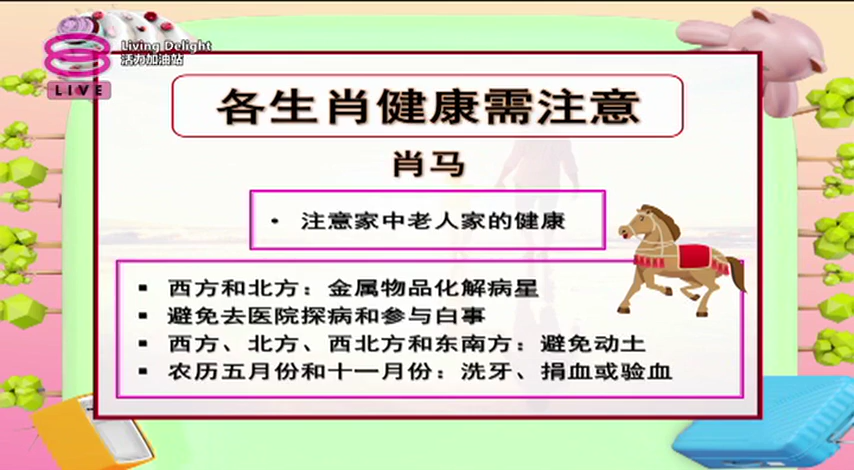 Living Delight
活力加油站
LIVE
各生肖健康需注意
肖马
• 注意家中老人家的健康
▪ 西方和北方：金属物品化解病星
▪ 避免去医院探病和参与白事
▪ 西方、北方、西北方和东南方：避免动土
▪ 农历五月份和十一月份：洗牙、捐血或验血